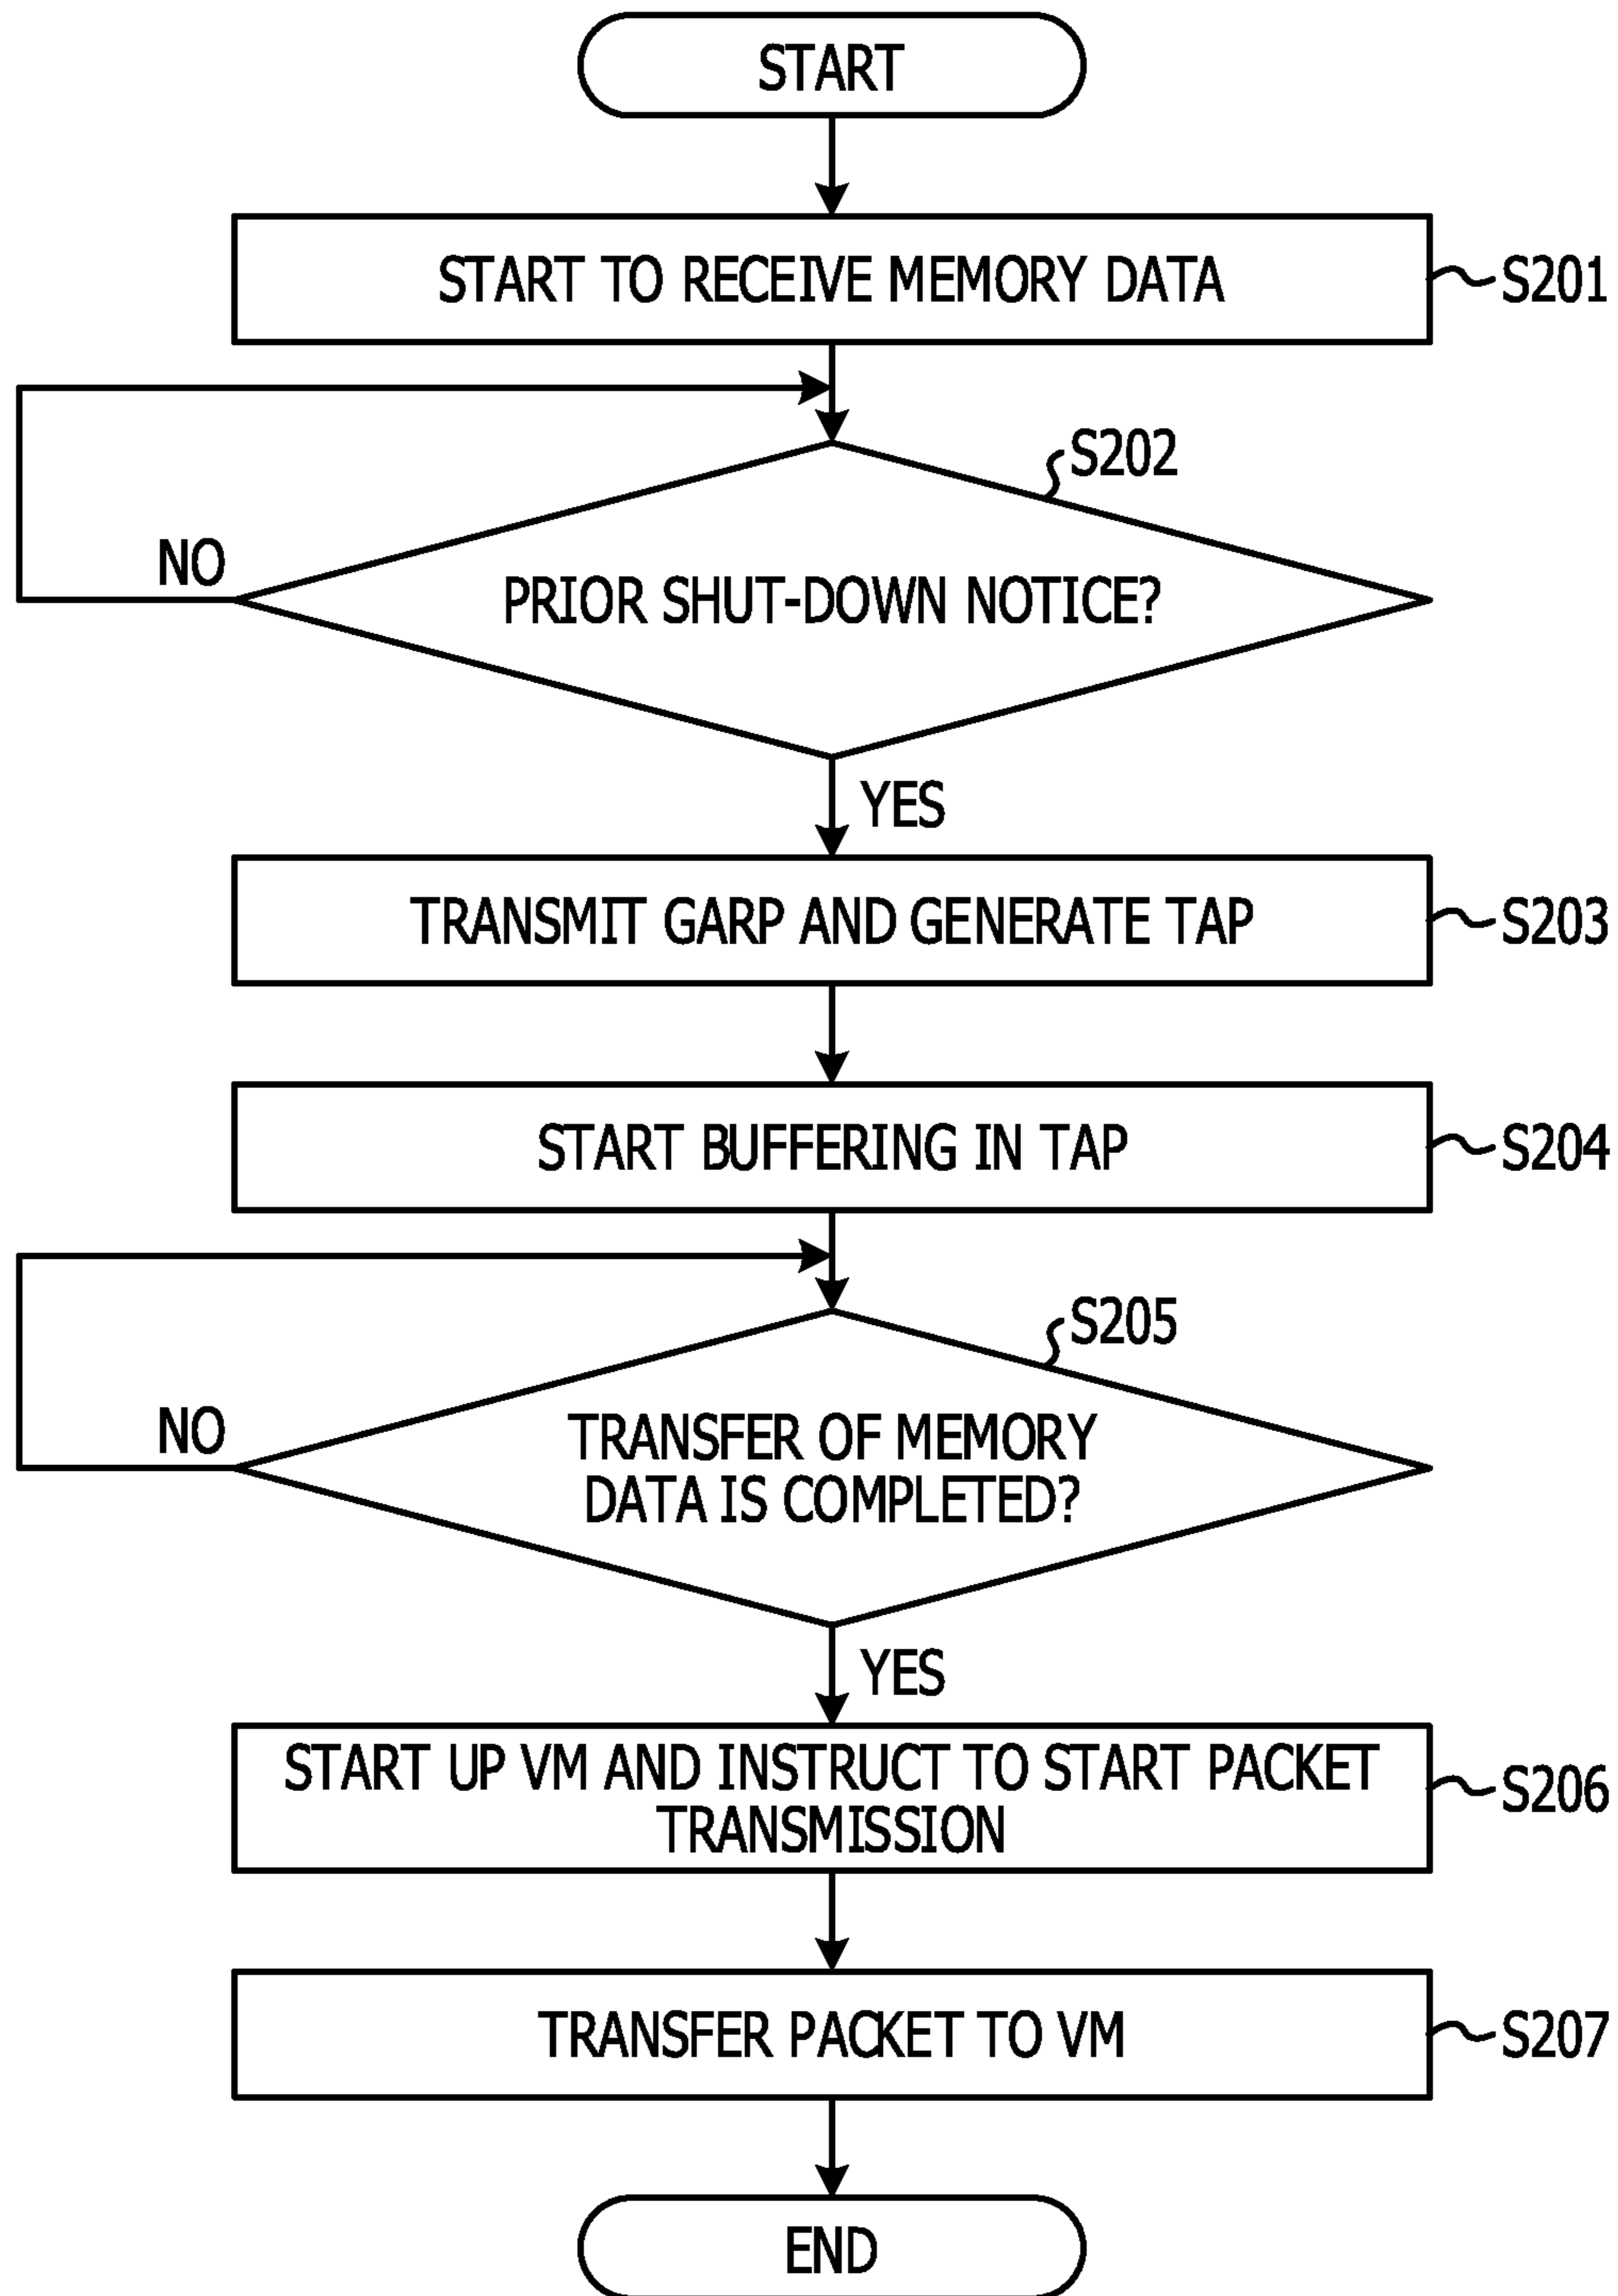 START
START TO RECEIVE MEMORY DATA
S201
S202
NO
PRIOR SHUT-DOWN NOTICE?
YES
TRANSMIT GARP AND GENERATE TAP
S203
START BUFFERING IN TAP
S204
S205
NO
TRANSFER OF MEMORY
DATA IS COMPLETED?
YES
START UP VM AND INSTRUCT TO START PACKET
TRANSMISSION
S206
TRANSFER PACKET TO VM
S207
END